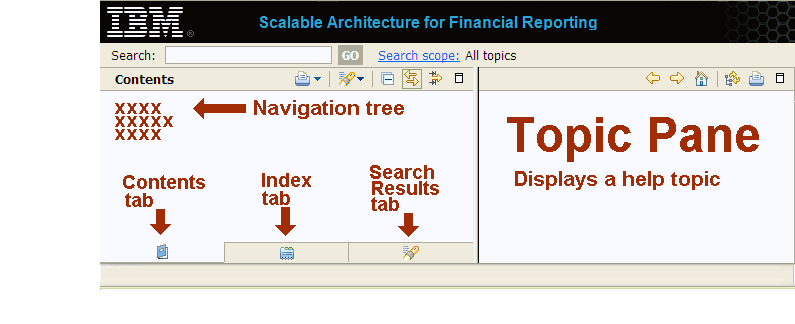 IBM®
Scalable Architecture for Financial Reporting
Search:
GO
Search scope: All topics
Contents
XXXX
XXXXX
XXXX
Navigation tree
Contents
tab
Index
tab
Search
Results
tab
Topic Pane
Displays a help topic